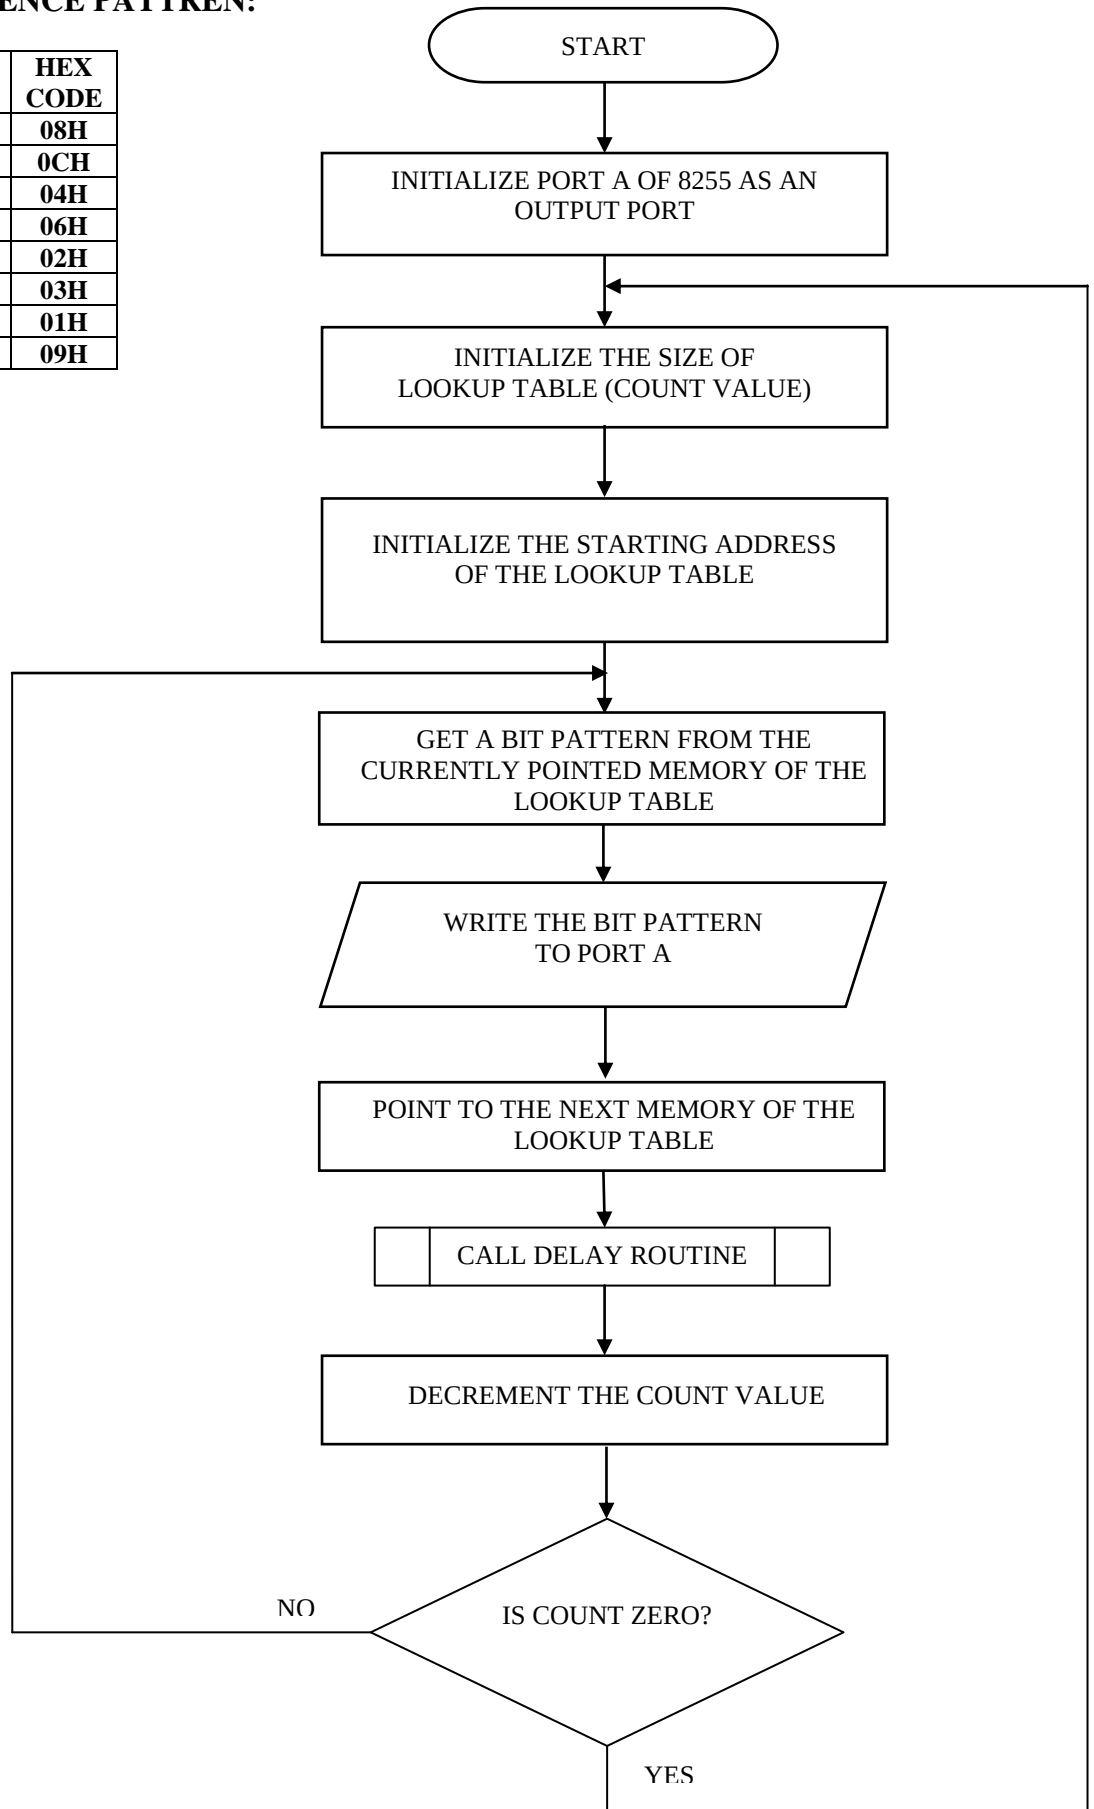 ENCE PATTREN:
HEX
CODE
08H
0CH
04H
06H
02H
03H
01H
09H
START
INITIALIZE PORT A OF 8255 AS AN
OUTPUT PORT
INITIALIZE THE SIZE OF
LOOKUP TABLE (COUNT VALUE)
INITIALIZE THE STARTING ADDRESS
OF THE LOOKUP TABLE
GET A BIT PATTERN FROM THE
CURRENTLY POINTED MEMORY OF THE
LOOKUP TABLE
WRITE THE BIT PATTERN
TO PORT A
POINT TO THE NEXT MEMORY OF THE
LOOKUP TABLE
CALL DELAY ROUTINE
DECREMENT THE COUNT VALUE
NO
IS COUNT ZERO?
YES